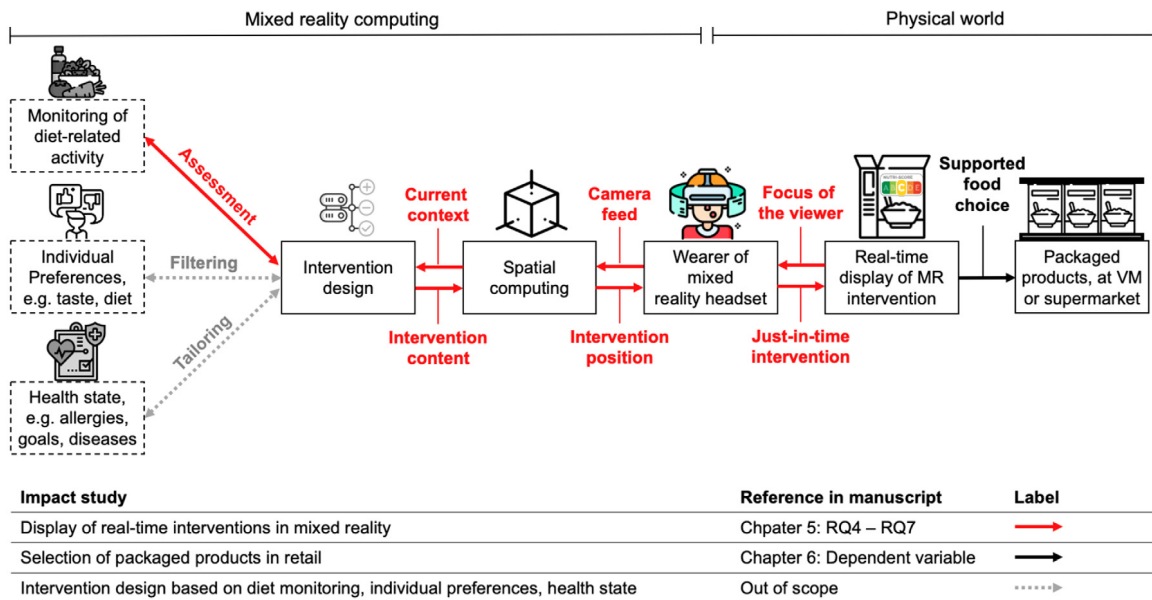 Mixed reality computing
Physical world
Monitoring of
diet-related
activity
Assessment
Individual
Preferences,
e.g. taste, diet
Filtering
Tailoring
Health state,
e.g. allergies,
goals, diseases
Intervention
design
Current
context
Intervention
content
Spatial
computing
Camera
feed
Intervention
position
Wearer of
mixed
reality headset
Focus of
the viewer
Just-in-time
intervention
NUTRI-SCORE
A B C D E
Real-time
display of MR
intervention
Supported
food
choice
Packaged
products, at VM
or supermarket
Impact study Reference in manuscript Label
Display of real-time interventions in mixed reality Chpater 5: RQ4 – RQ7
Selection of packaged products in retail Chapter 6: Dependent variable
Intervention design based on diet monitoring, individual preferences, health state Out of scope